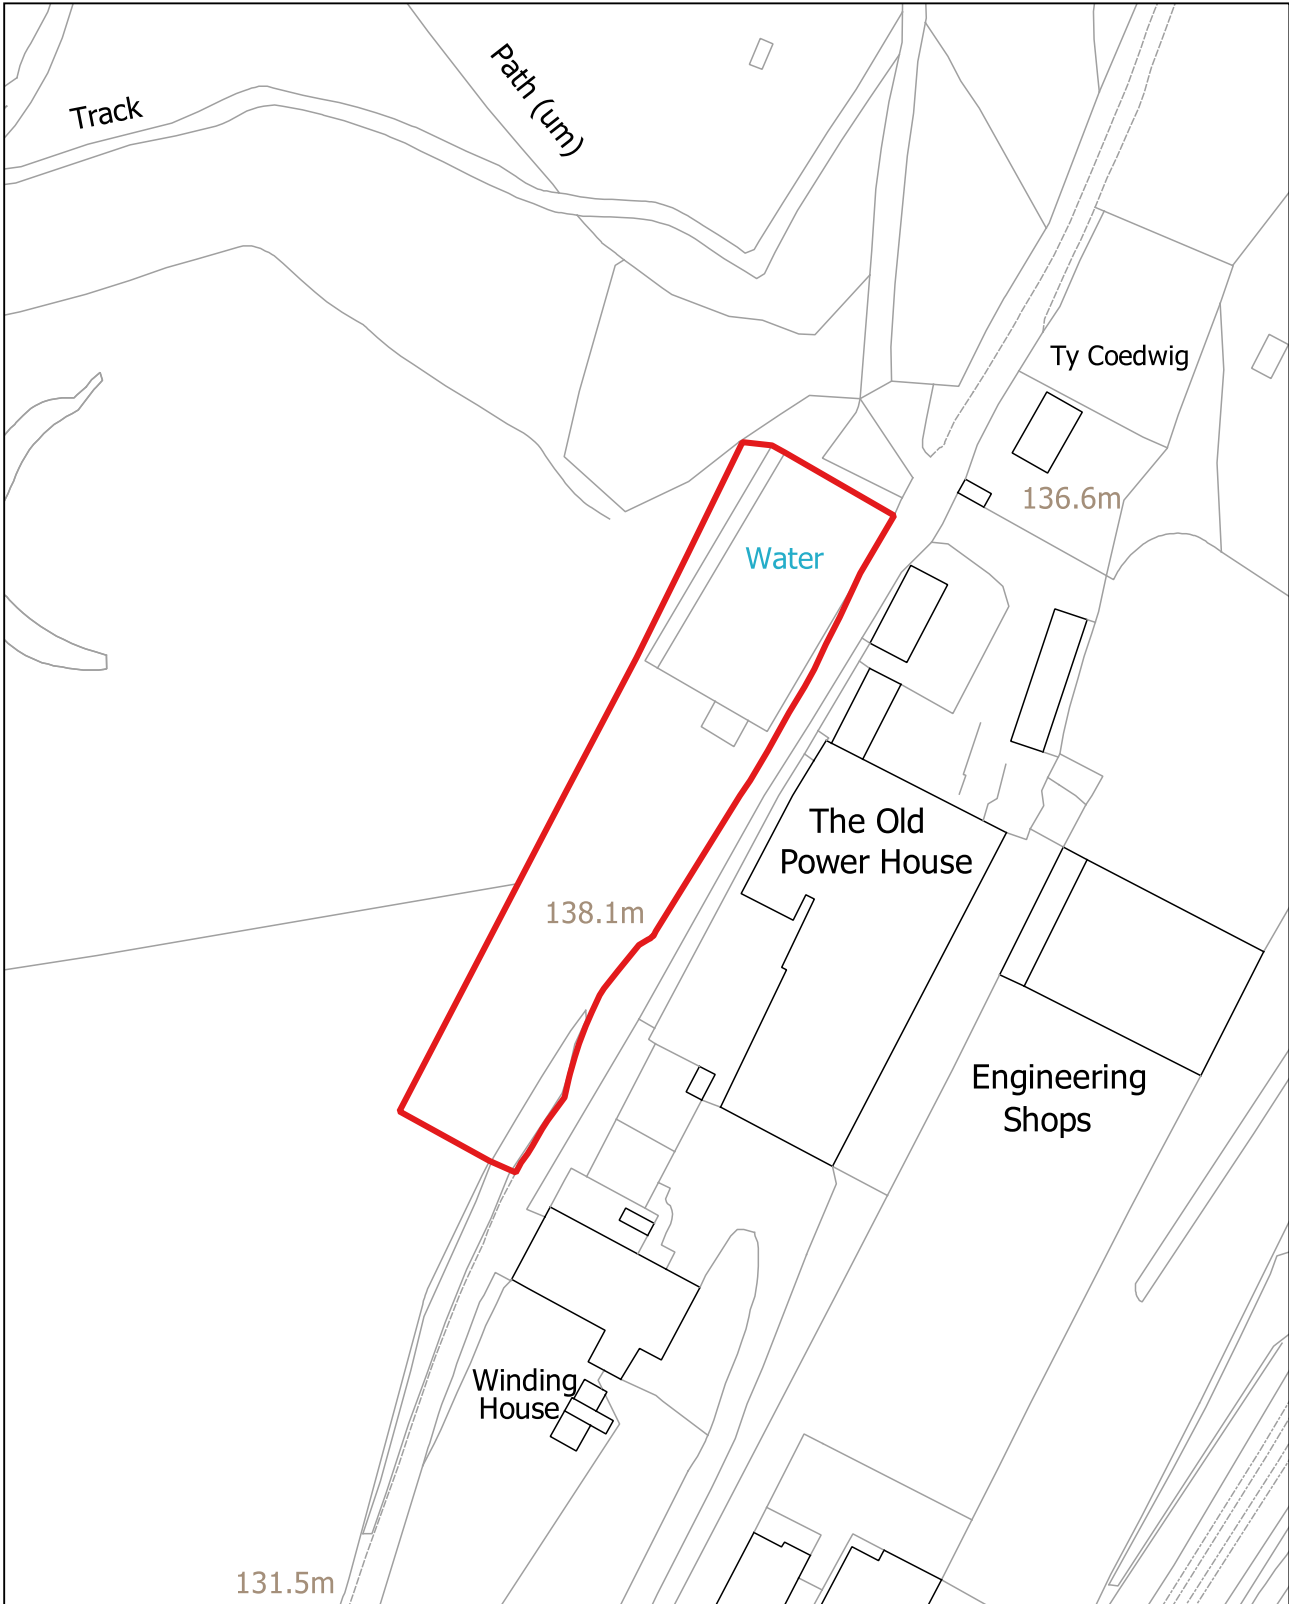 Path (um)
Track
Ty Coedwig
136.6m
Water
The Old
Power House
138.1m
Engineering
Shops
Winding
House
131.5m